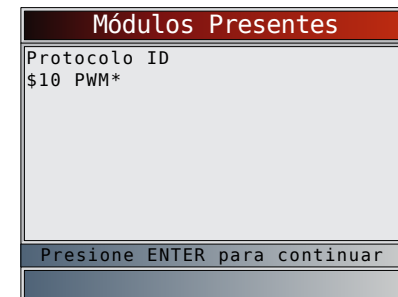 Módulos Presentes
Protocolo ID
$10 PWM*
Presione ENTER para continuar